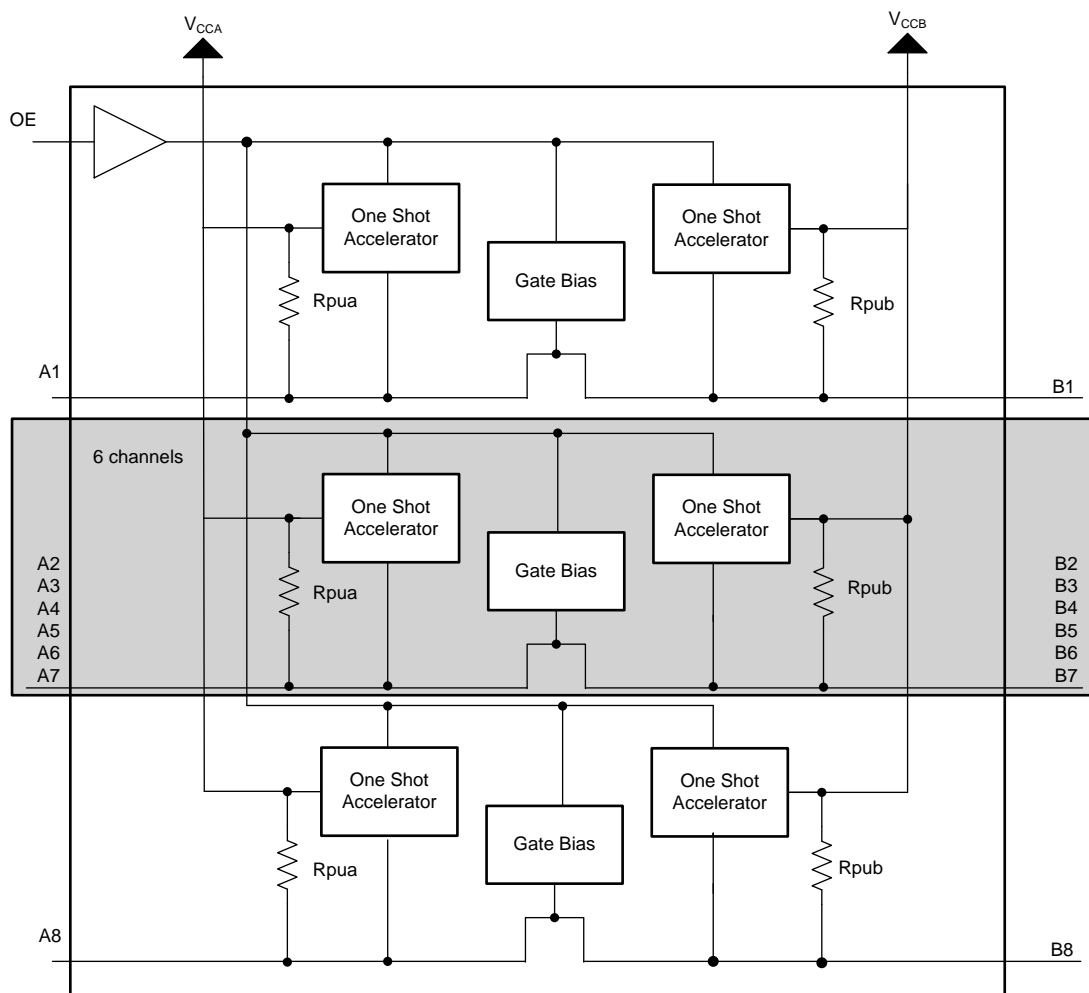 VCCA
VCCB
OE
One Shot
Accelerator
One Shot
Accelerator
Gate Bias
Rpua
Rpub
A1
B1
6 channels
One Shot
Accelerator
One Shot
Accelerator
Gate Bias
Rpua
Rpub
A2
A3
A4
A5
A6
A7
B2
B3
B4
B5
B6
B7
One Shot
Accelerator
One Shot
Accelerator
Gate Bias
Rpua
Rpub
A8
B8